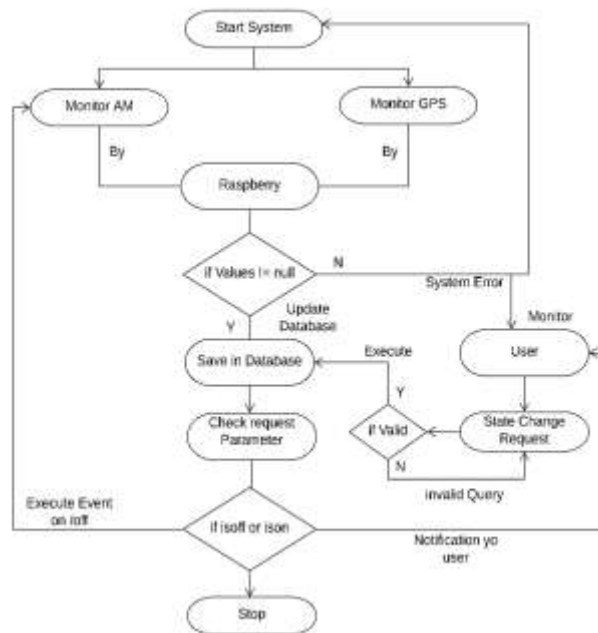 Start System
Monitor AM
Monitor GPS
By
By
Raspberry
if Values != null
N
System Error
Update
Database
Y
Monitor
Save in Database
Execute
User
Y
Check request
Parameter
if Valid
State Change
Request
N
invalid Query
Execute Event
on /off
if isoff or ison
Notification yo
user
Stop